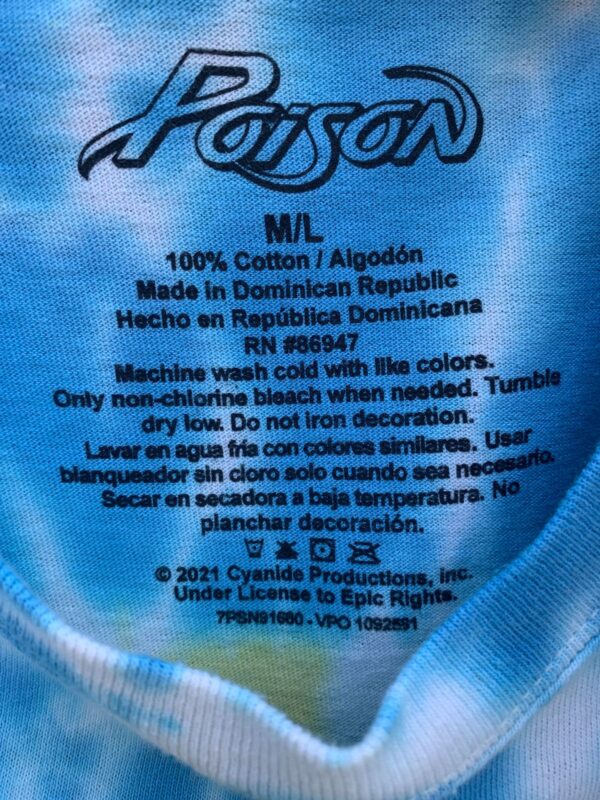 Poison
M/L
100% Cotton / Algodón
Made in Dominican Republic
Hecho en República Dominicana
RN #86947
Machine wash cold with like colors.
Only non-chlorine bleach when needed. Tumble
dry low. Do not iron decoration.
Lavar en agua fría con colores similares. Usar
blanqueador sin cloro solo cuando sea necesario.
Secar en secadora a baja temperatura. No
planchar decoración.
© 2021 Cyanide Productions, Inc.
Under License to Epic Rights.
7PSN91660 - VPO 1092591